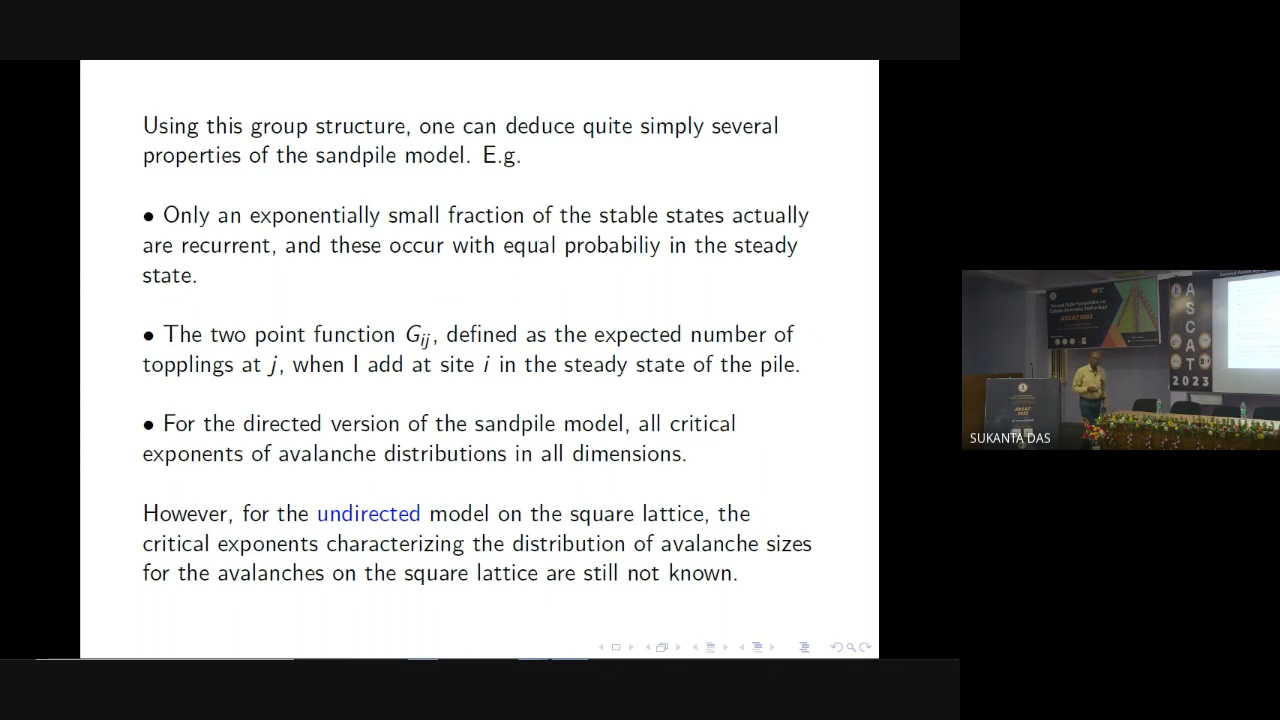 Using this group structure, one can deduce quite simply several
properties of the sandpile model. E.g.
• Only an exponentially small fraction of the stable states actually
are recurrent, and these occur with equal probabiliy in the steady
state.
• The two point function Gij, defined as the expected number of
topplings at j, when I add at site i in the steady state of the pile.
• For the directed version of the sandpile model, all critical
exponents of avalanche distributions in all dimensions.
However, for the undirected model on the square lattice, the
critical exponents characterizing the distribution of avalanche sizes
for the avalanches on the square lattice are still not known.
ASCAT 2023
ASCAT
2023
SUKANTA DAS